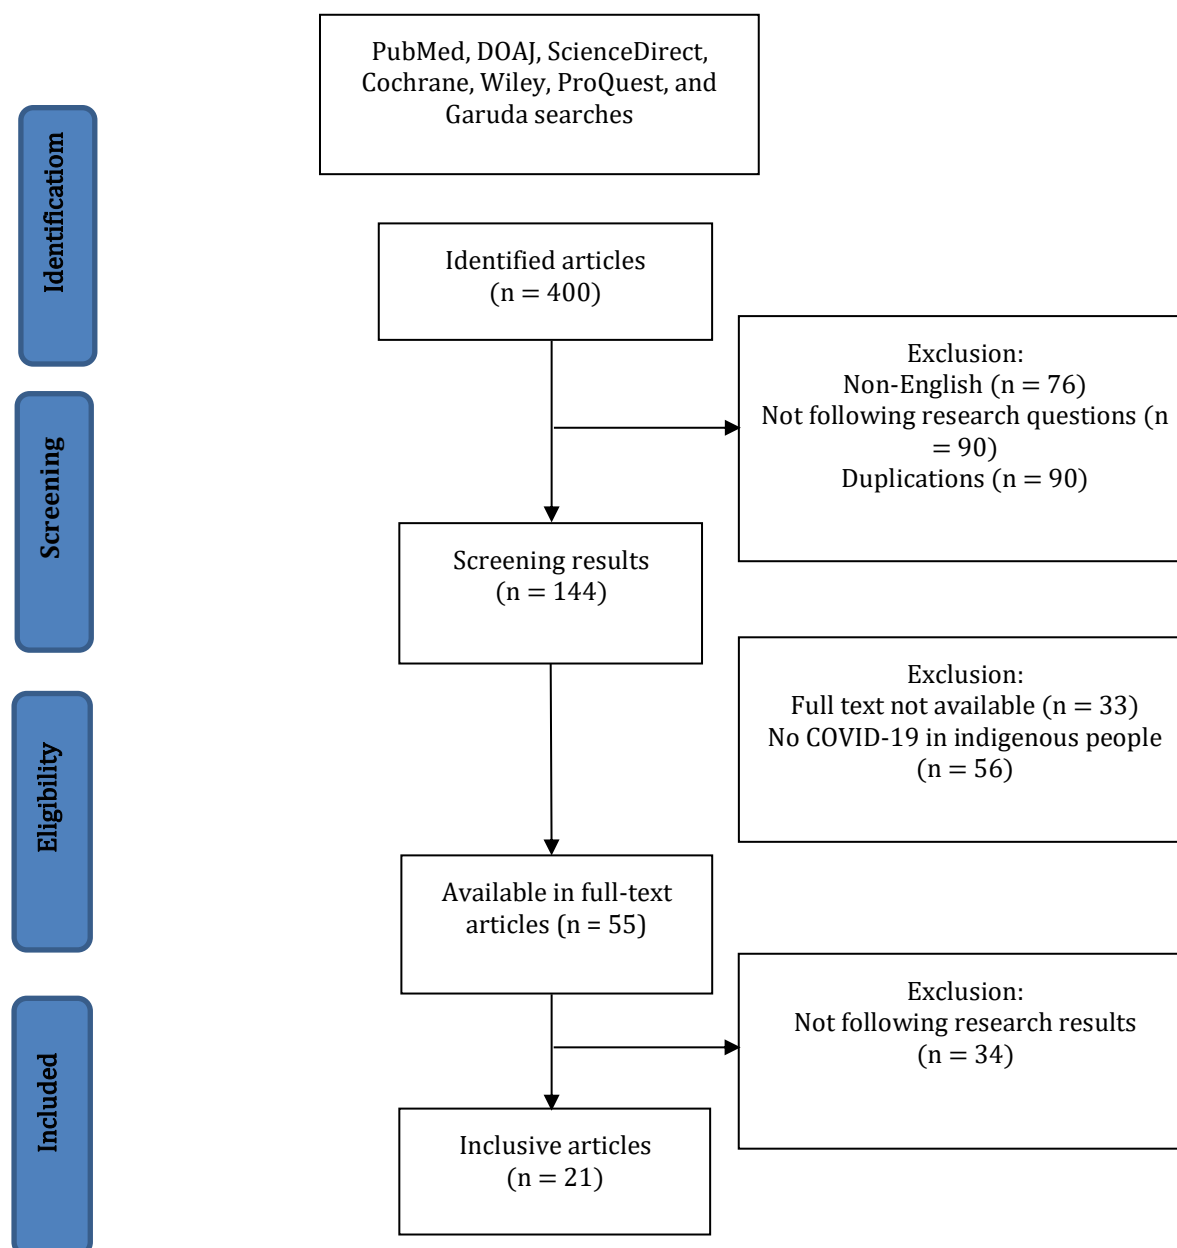 PubMed, DOAJ, ScienceDirect,
Cochrane, Wiley, ProQuest, and
Garuda searches
Identificatiom
Identified articles
(n = 400)
Exclusion:
Non-English (n = 76)
Not following research questions (n
= 90)
Duplications (n = 90)
Screening
Screening results
(n = 144)
Exclusion:
Full text not available (n = 33)
No COVID-19 in indigenous people
(n = 56)
Eligibility
Available in full-text
articles (n = 55)
Exclusion:
Not following research results
(n = 34)
Included
Inclusive articles
(n = 21)